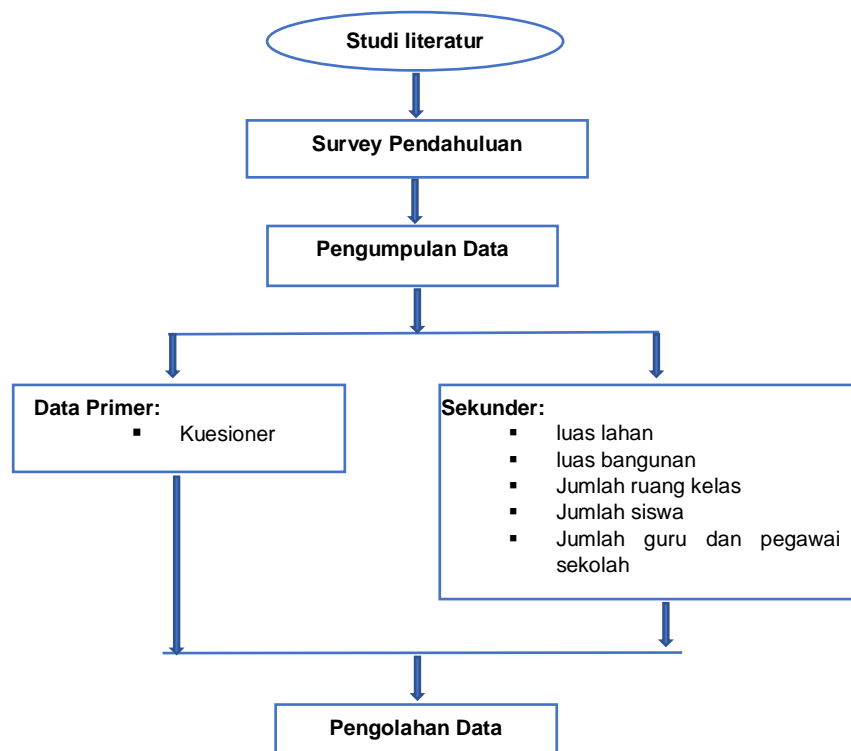 Studi literatur
Survey Pendahuluan
Pengumpulan Data
Data Primer:
▪ Kuesioner
Sekunder:
▪ luas lahan
▪ luas bangunan
▪ Jumlah ruang kelas
▪ Jumlah siswa
▪ Jumlah guru dan pegawai
sekolah
Pengolahan Data